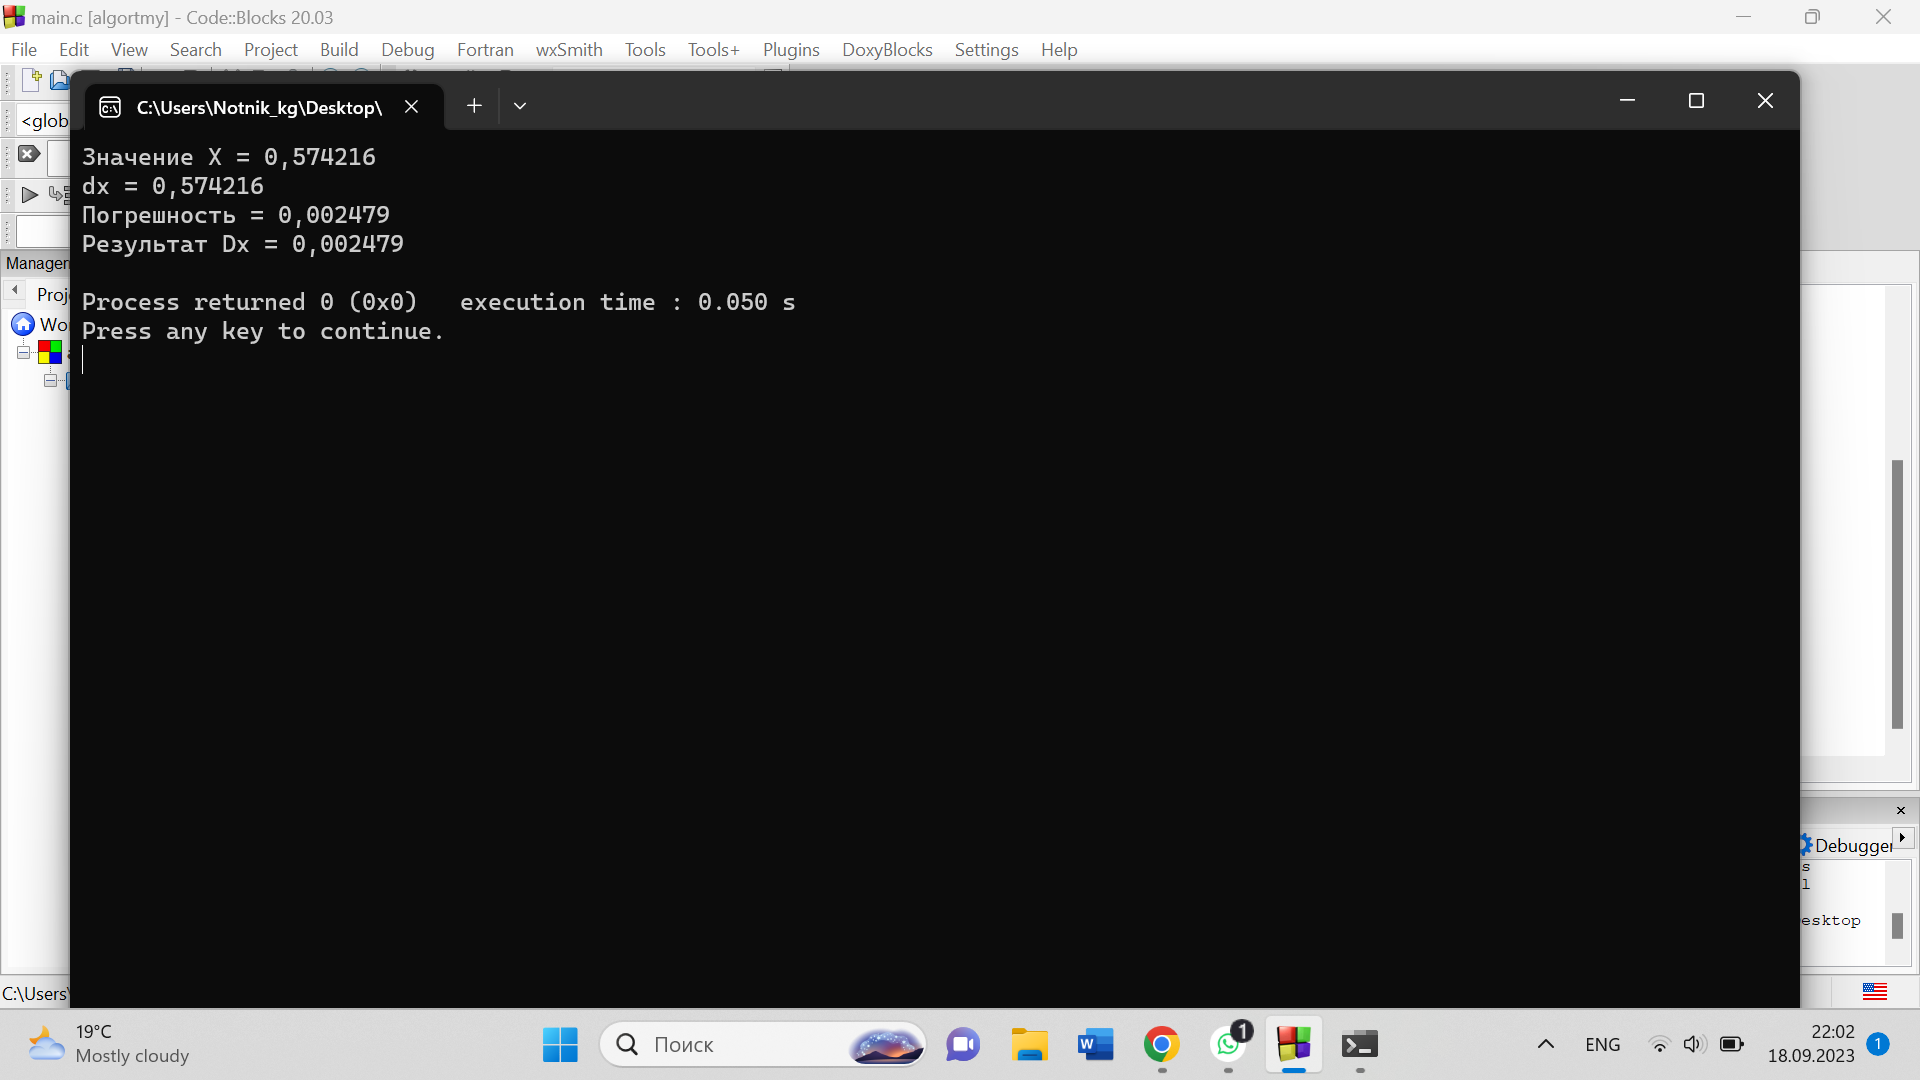 main.c [algortmy] - Code::Blocks 20.03
File Edit View Search Project Build Debug Fortran wxSmith Tools Tools+ Plugins DoxyBlocks Settings Help
C:\Users\Notnik_kg\Desktop\
<glob
Значение X = 0,574216
dx = 0,574216
Погрешность = 0,002479
Результат Dx = 0,002479
Process returned 0 (0x0)   execution time : 0.050 s
Press any key to continue.
Manager
Proj
Wo
Debugger
s
l
esktop
C:\Users\
19°C
Mostly cloudy
Поиск
1
ENG
22:02
18.09.2023
1